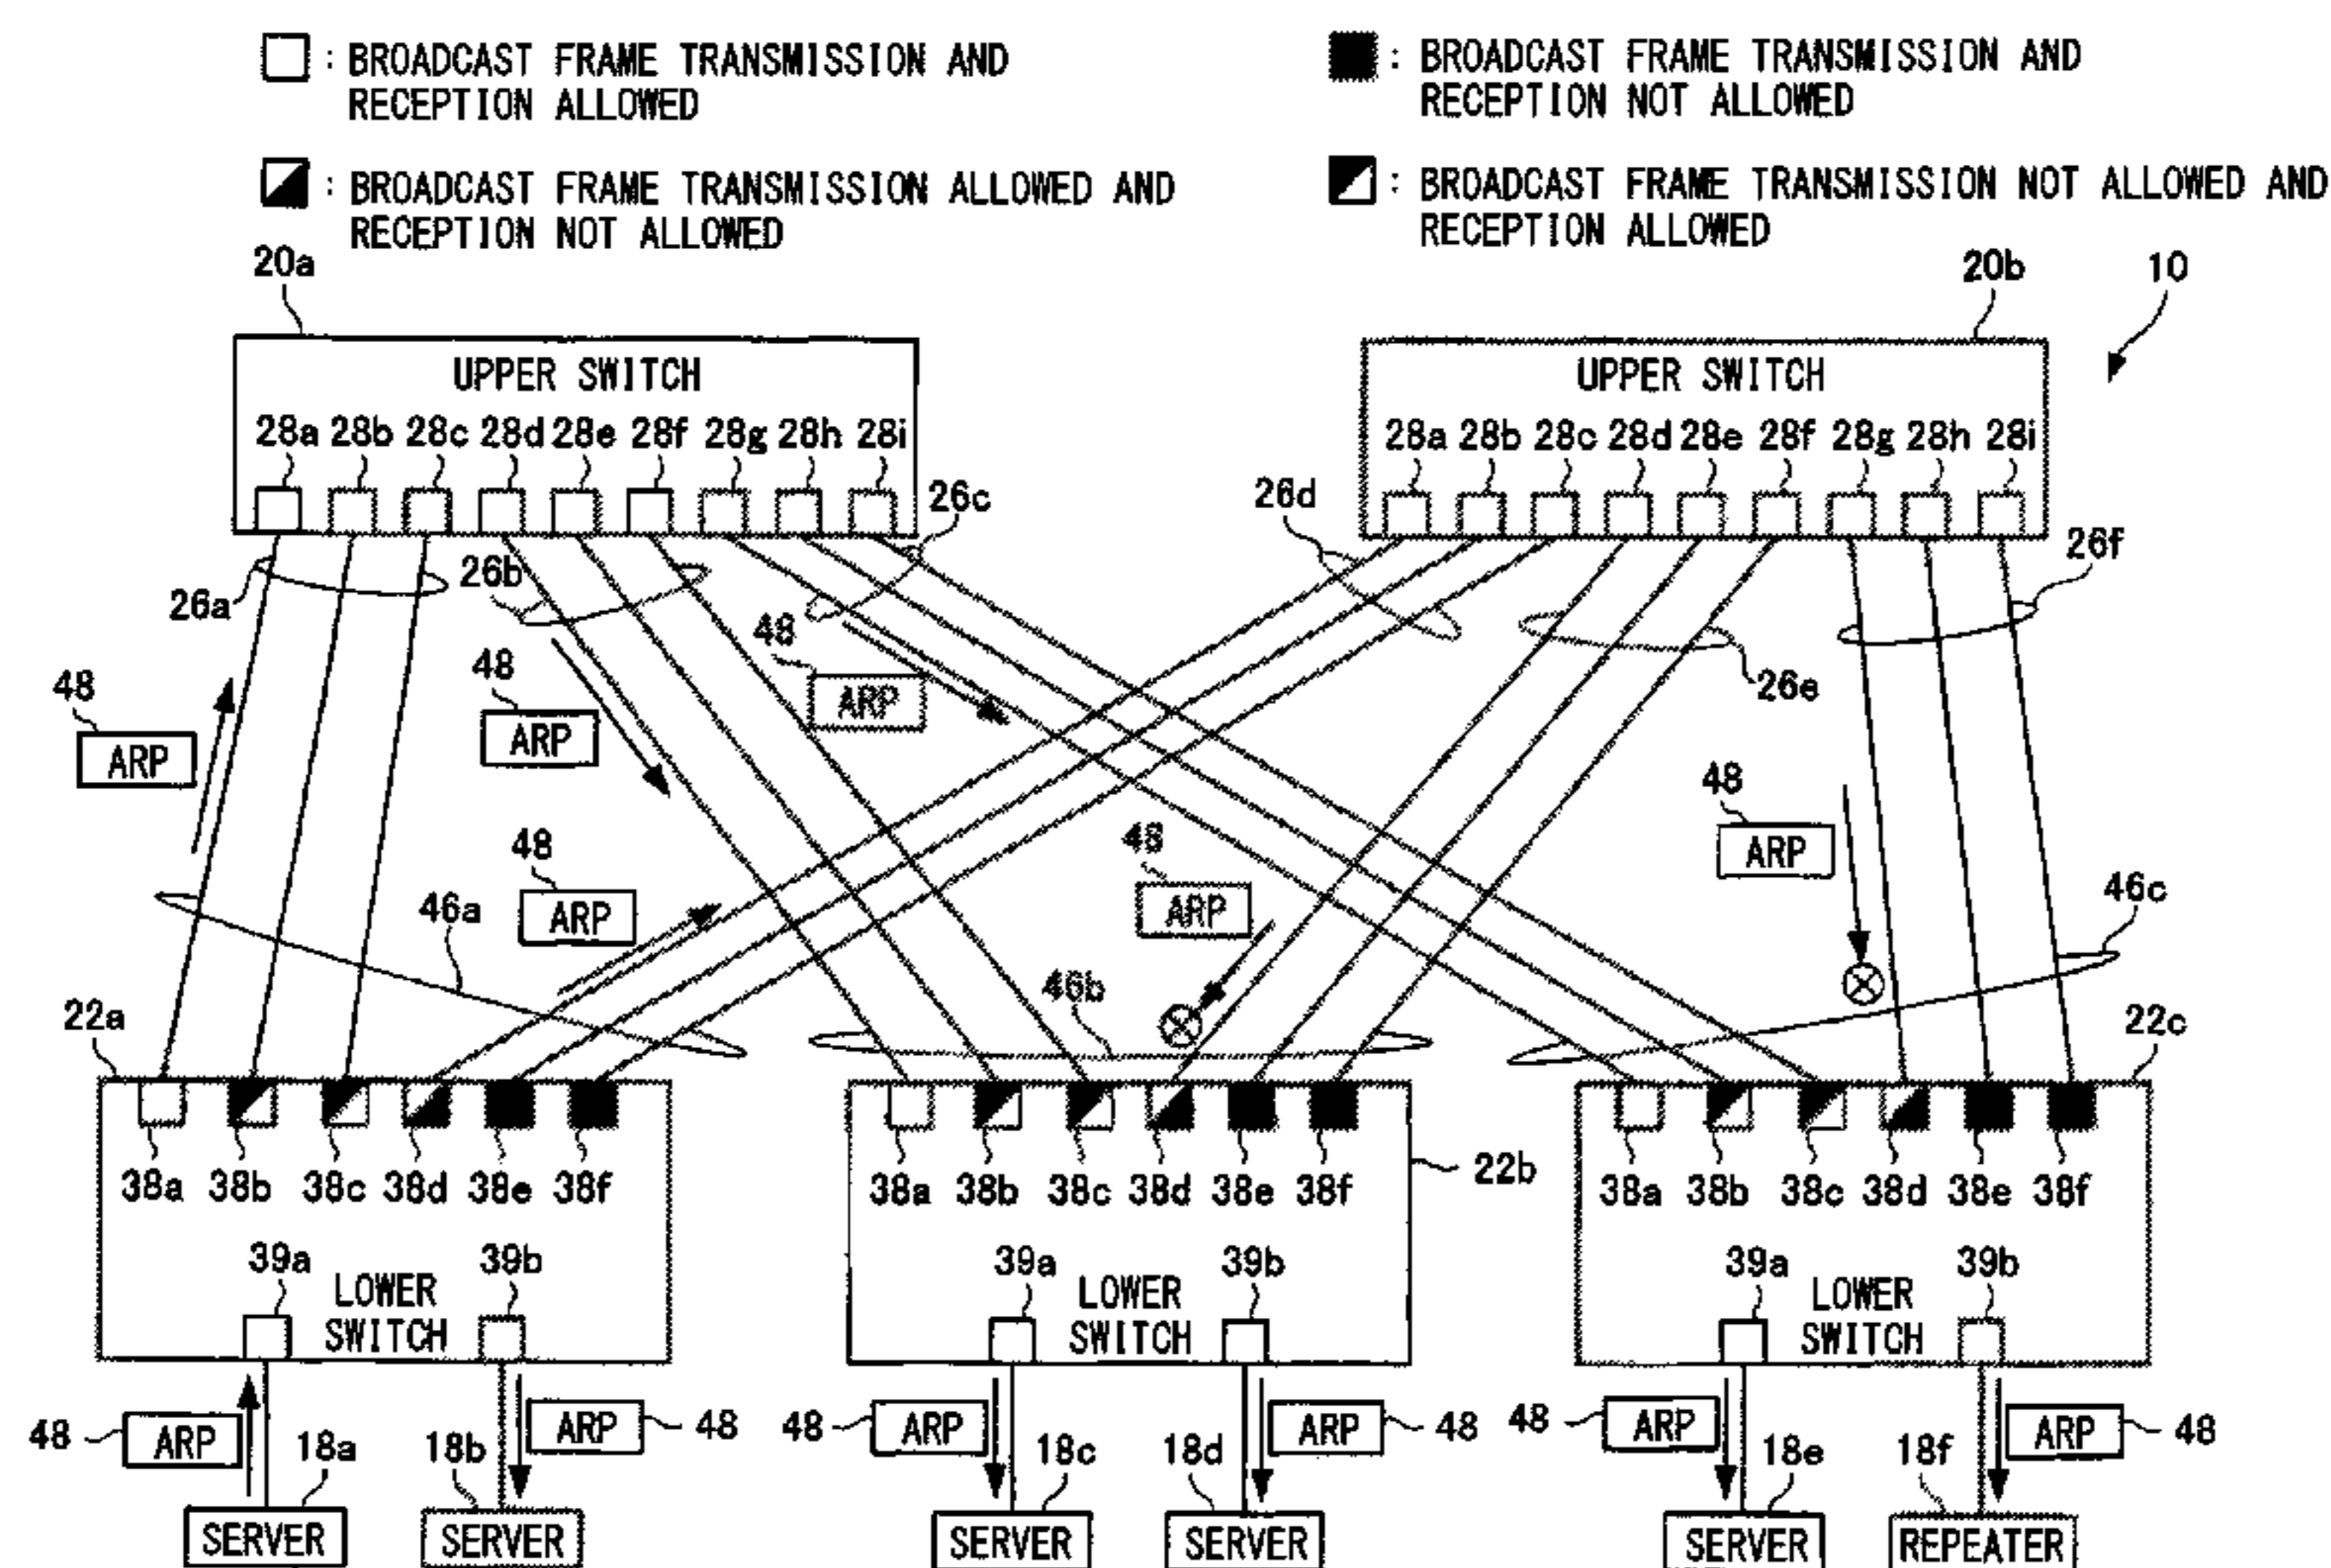 : BROADCAST FRAME TRANSMISSION AND
RECEPTION ALLOWED
: BROADCAST FRAME TRANSMISSION AND
RECEPTION NOT ALLOWED
: BROADCAST FRAME TRANSMISSION ALLOWED AND
RECEPTION NOT ALLOWED
: BROADCAST FRAME TRANSMISSION NOT ALLOWED AND
RECEPTION ALLOWED
20a
20b
10
UPPER SWITCH
UPPER SWITCH
28a 28b 28c 28d 28e 28f 28g 28h 28i
28a 28b 28c 28d 28e 28f 28g 28h 28i
26a
26b
26c
26d
26e
26f
48
ARP
48
ARP
48
ARP
48
ARP
48
ARP
48
ARP
46a
46b
46c
22a
22b
22c
38a 38b 38c 38d 38e 38f
38a 38b 38c 38d 38e 38f
38a 38b 38c 38d 38e 38f
39a
39b
39a
39b
39a
39b
LOWER
SWITCH
LOWER
SWITCH
LOWER
SWITCH
48
ARP
18a
18b
ARP
48
48
ARP
18c
18d
ARP
48
48
ARP
18e
18f
ARP
48
SERVER
SERVER
SERVER
SERVER
SERVER
REPEATER